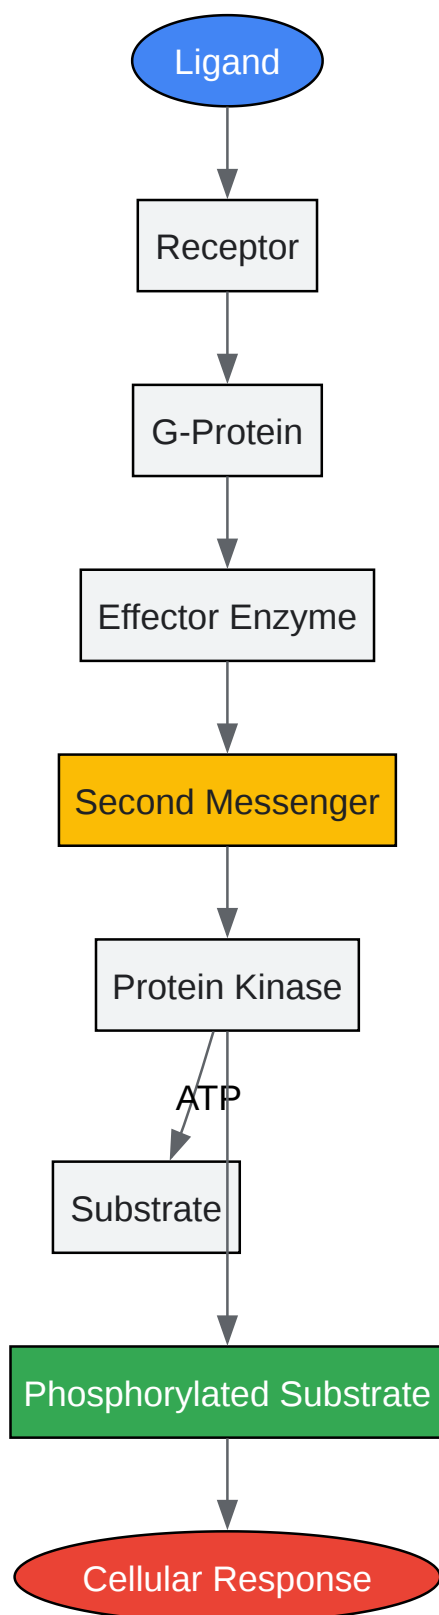 Ligand
Receptor
G-Protein
Effector Enzyme
Second Messenger
Protein Kinase
ATP
Substrate
Phosphorylated Substrate
Cellular Response